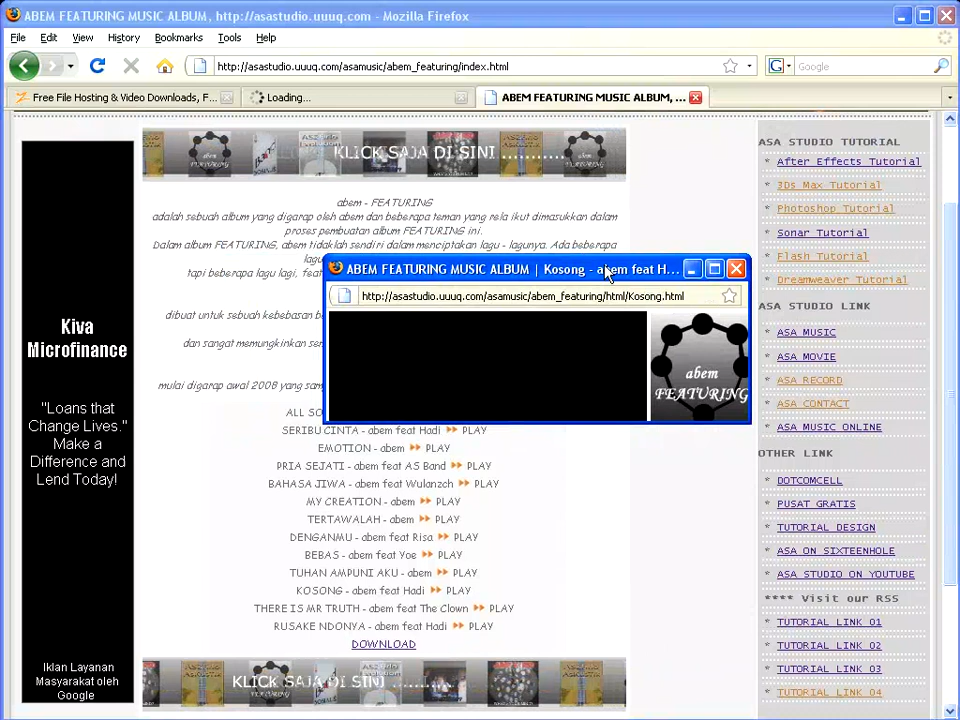 ABEM FEATURING MUSIC ALBUM, http://asastudio.uuuq.com - Mozilla Firefox
File Edit View History Bookmarks Tools Help
http://asastudio.uuuq.com/asamusic/abem_featuring/index.html
Google
Free File Hosting & Video Downloads, F...
Loading...
ABEM FEATURING MUSIC ALBUM, ...
KLICK SAJA DI SINI ...........
abem - FEATURING
adalah sebuah album yang digarap oleh abem dan beberapa teman yang rela ikut dimasukkan dalam
proses pembuatan album FEATURING ini.
Dalam album FEATURING, abem tidaklah sendiri dalam menciptakan lagu - lagunya. Ada beberapa
tapi beberapa lagu lagi,
dibuat untuk sebuah kebebasan
dan sangat memungkinkan
mulai digarap awal 2008 yang
ABEM FEATURING MUSIC ALBUM | Kosong - abem feat H...
http://asastudio.uuuq.com/asamusic/abem_featuring/html/Kosong.html
abem
FEATURING
SERIBU CINTA - abem feat Hadi PLAY
EMOTION - abem PLAY
PRIA SEJATI - abem feat AS Band PLAY
BAHASA JIWA - abem feat Wulanzch PLAY
MY CREATION - abem PLAY
TERTAWALAH - abem PLAY
DENGANMU - abem feat Risa PLAY
BEBAS - abem feat Yoe PLAY
TUHAN AMPUNI AKU - abem PLAY
KOSONG - abem feat Hadi PLAY
THERE IS MR TRUTH - abem feat The Clown PLAY
RUSAKE NDONYA - abem feat Hadi PLAY
DOWNLOAD
KLICK SAJA DI SINI ...........
Kiva
Microfinance
"Loans that
Change Lives."
Make a
Difference and
Lend Today!
Iklan Layanan
Masyarakat oleh
Google
ASA STUDIO TUTORIAL
* After Effects Tutorial
* 3Ds Max Tutorial
* Photoshop Tutorial
* Sonar Tutorial
* Flash Tutorial
* Dreamweaver Tutorial
ASA STUDIO LINK
* ASA MUSIC
* ASA MOVIE
* ASA RECORD
* ASA CONTACT
* ASA MUSIC ONLINE
OTHER LINK
* DOTCOMCELL
* PUSAT GRATIS
* TUTORIAL DESIGN
* ASA ON SIXTEENHOLE
* ASA STUDIO ON YOUTUBE
**** Visit our RSS
* TUTORIAL LINK 01
* TUTORIAL LINK 02
* TUTORIAL LINK 03
* TUTORIAL LINK 04